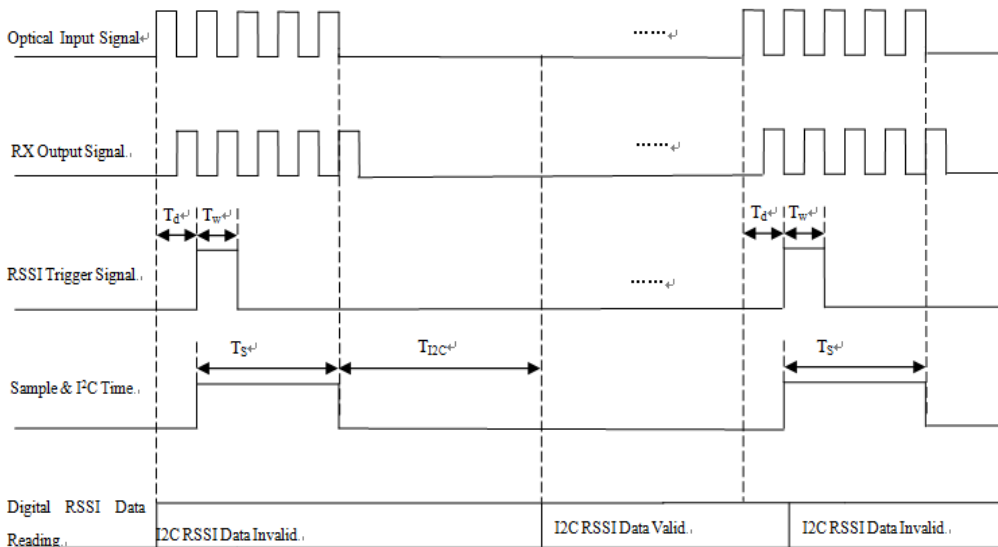 Optical Input Signal↵
······↵
RX Output Signal.↓
······↵
Td↵ Tw↵ Td↵ Tw↵
RSSI Trigger Signal.↓
······↵
TS↵ TI2C↵ TS↵
Sample & I²C Time.↓
Digital RSSI Data
Reading.↓
I2C RSSI Data Invalid.↓ I2C RSSI Data Valid.↓ I2C RSSI Data Invalid.↓